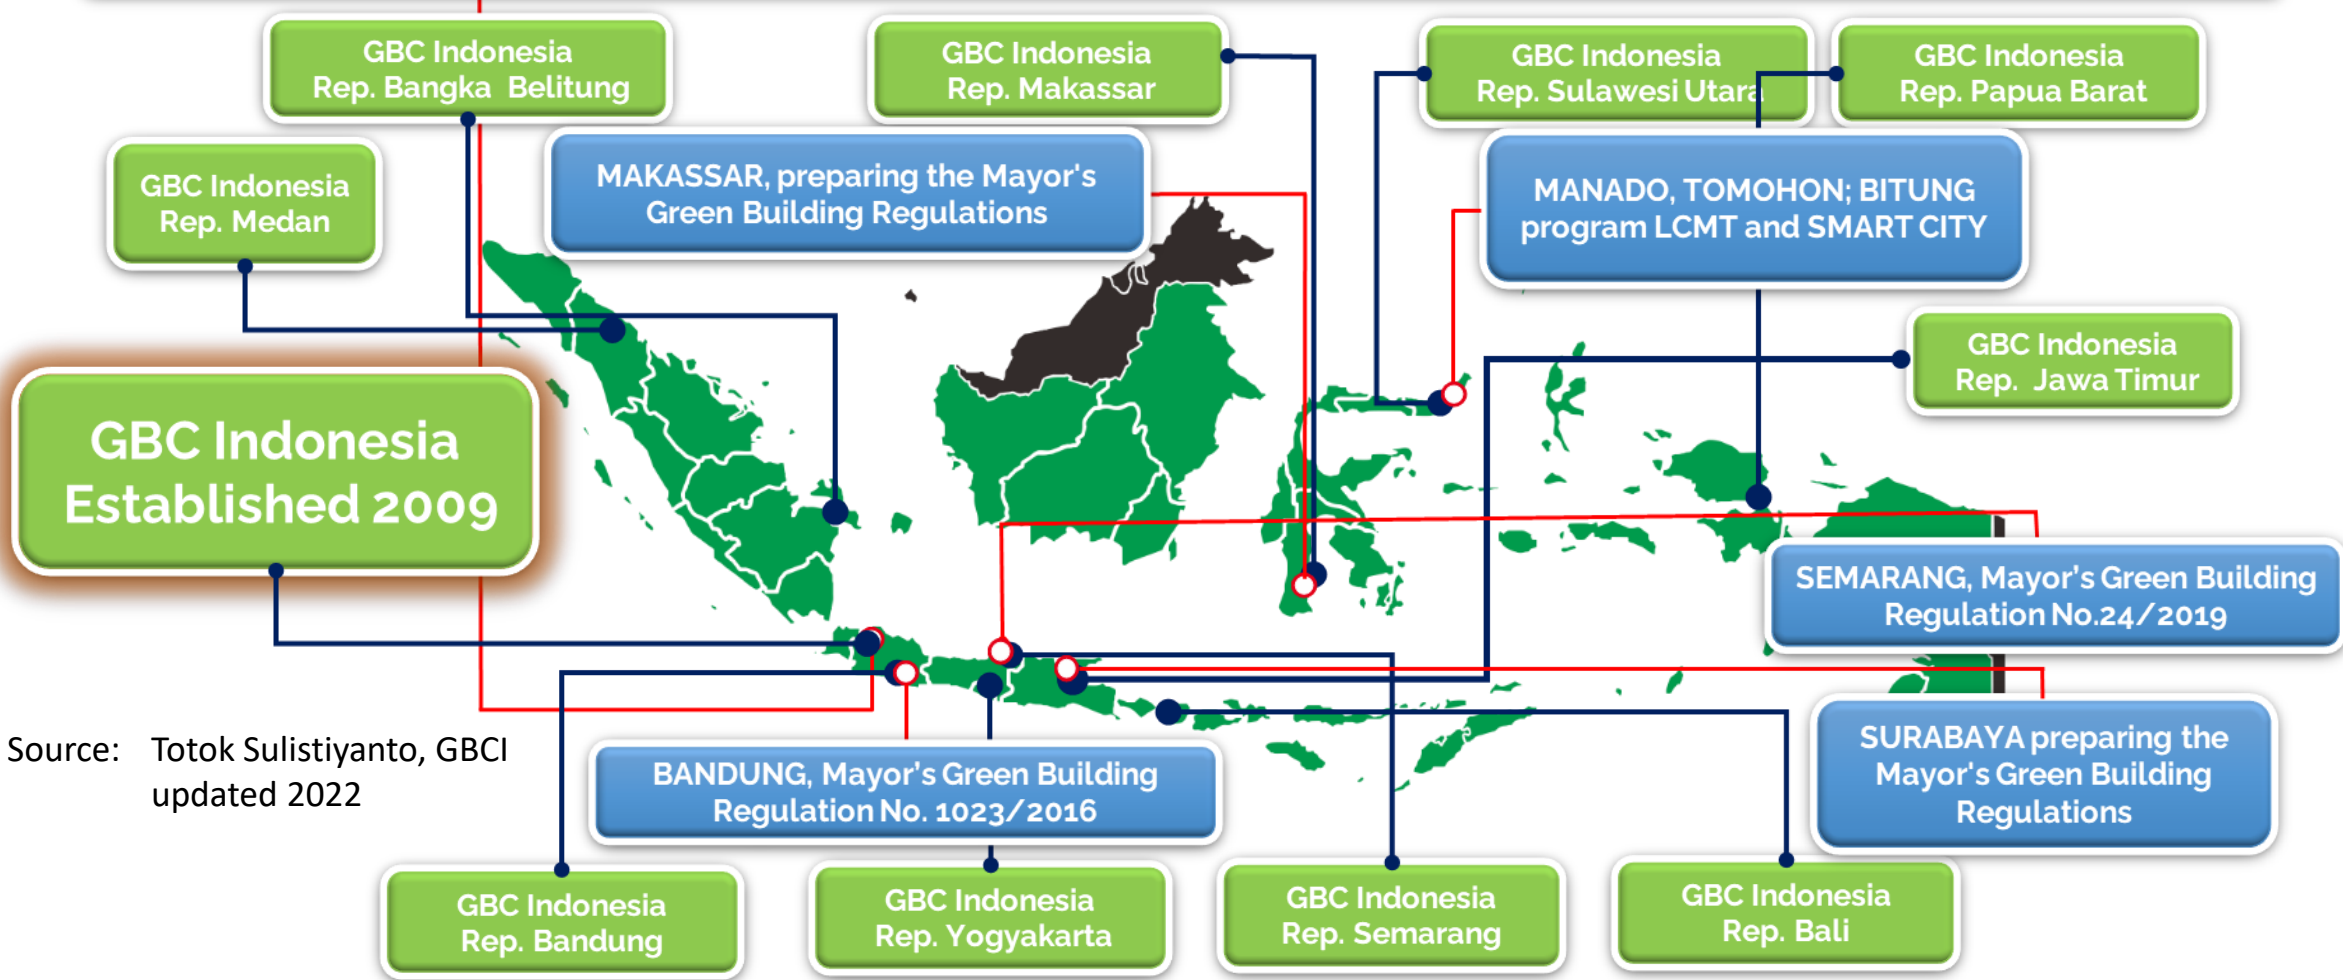 GBC Indonesia
Rep. Bangka Belitung
GBC Indonesia
Rep. Makassar
GBC Indonesia
Rep. Sulawesi Utara
GBC Indonesia
Rep. Papua Barat
GBC Indonesia
Rep. Medan
MAKASSAR, preparing the Mayor's
Green Building Regulations
MANADO, TOMOHON; BITUNG
program LCMT and SMART CITY
GBC Indonesia
Rep. Jawa Timur
GBC Indonesia
Established 2009
SEMARANG, Mayor’s Green Building
Regulation No.24/2019
SURABAYA preparing the
Mayor's Green Building
Regulations
Source: Totok Sulistiyanto, GBCI
updated 2022
BANDUNG, Mayor’s Green Building
Regulation No. 1023/2016
GBC Indonesia
Rep. Bandung
GBC Indonesia
Rep. Yogyakarta
GBC Indonesia
Rep. Semarang
GBC Indonesia
Rep. Bali